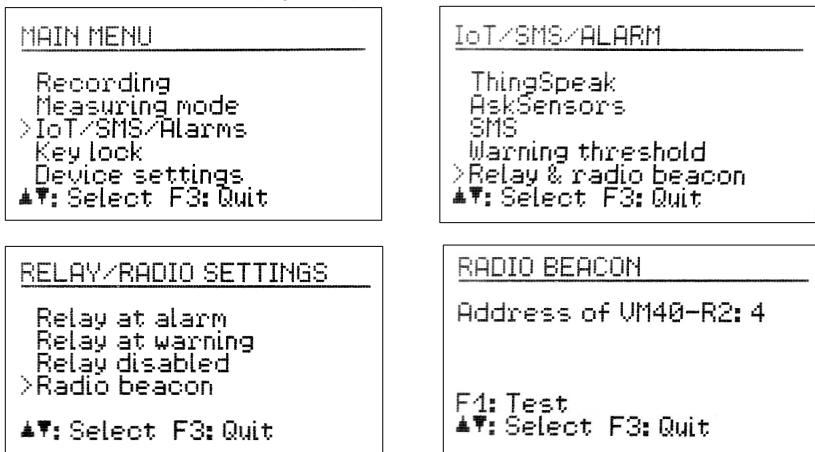 MAIN MENU
Recording
Measuring mode
>IoT/SMS/Alarms
Key lock
Device settings
▲▼: Select F3: Quit
IoT/SMS/ALARM
ThingSpeak
AskSensors
SMS
Warning threshold
>Relay & radio beacon
▲▼: Select F3: Quit
RELAY/RADIO SETTINGS
Relay at alarm
Relay at warning
Relay disabled
>Radio beacon
▲▼: Select F3: Quit
RADIO BEACON
Address of VM40-R2: 4
F1: Test
▲▼: Select F3: Quit